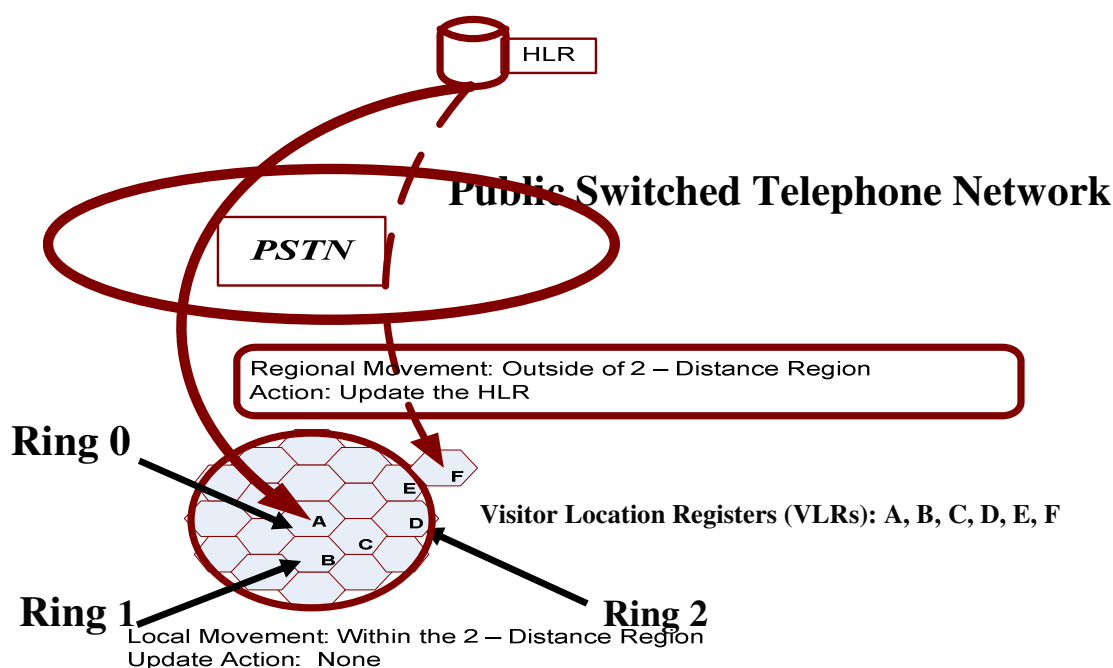 HLR
Public Switched Telephone Network
PSTN
Regional Movement: Outside of 2 – Distance Region
Action: Update the HLR
Ring 0
F
E
Visitor Location Registers (VLRs): A, B, C, D, E, F
A
D
C
B
Ring 1
Ring 2
Local Movement: Within the 2 – Distance Region
Update Action: None